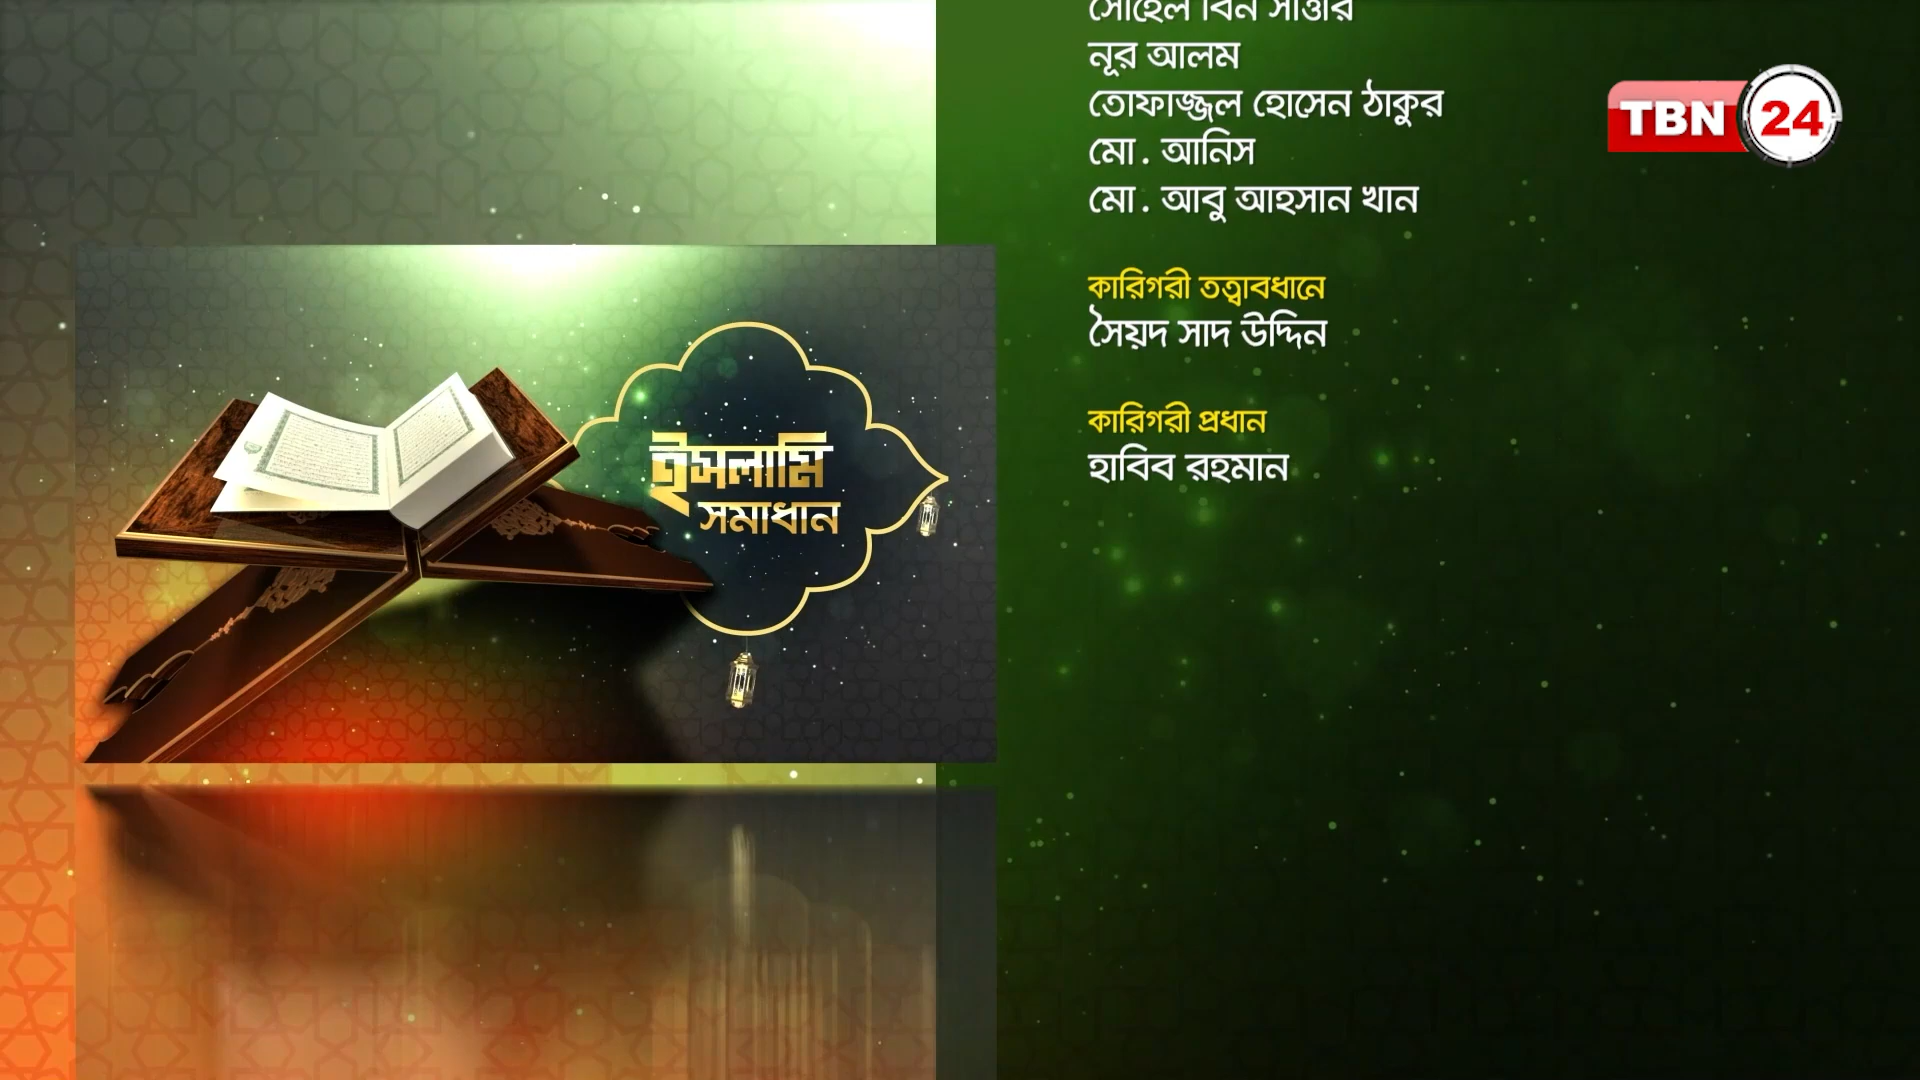 সোহেল বিন সাত্তার
নূর আলম
তোফাজ্জল হোসেন ঠাকুর
মো. আনিস
মো. আবু আহসান খান
কারিগরী তত্বাবধানে
সৈয়দ সাদ উদ্দিন
কারিগরী প্রধান
হাবিব রহমান
TBN 24
ইসলামি
সমাধান